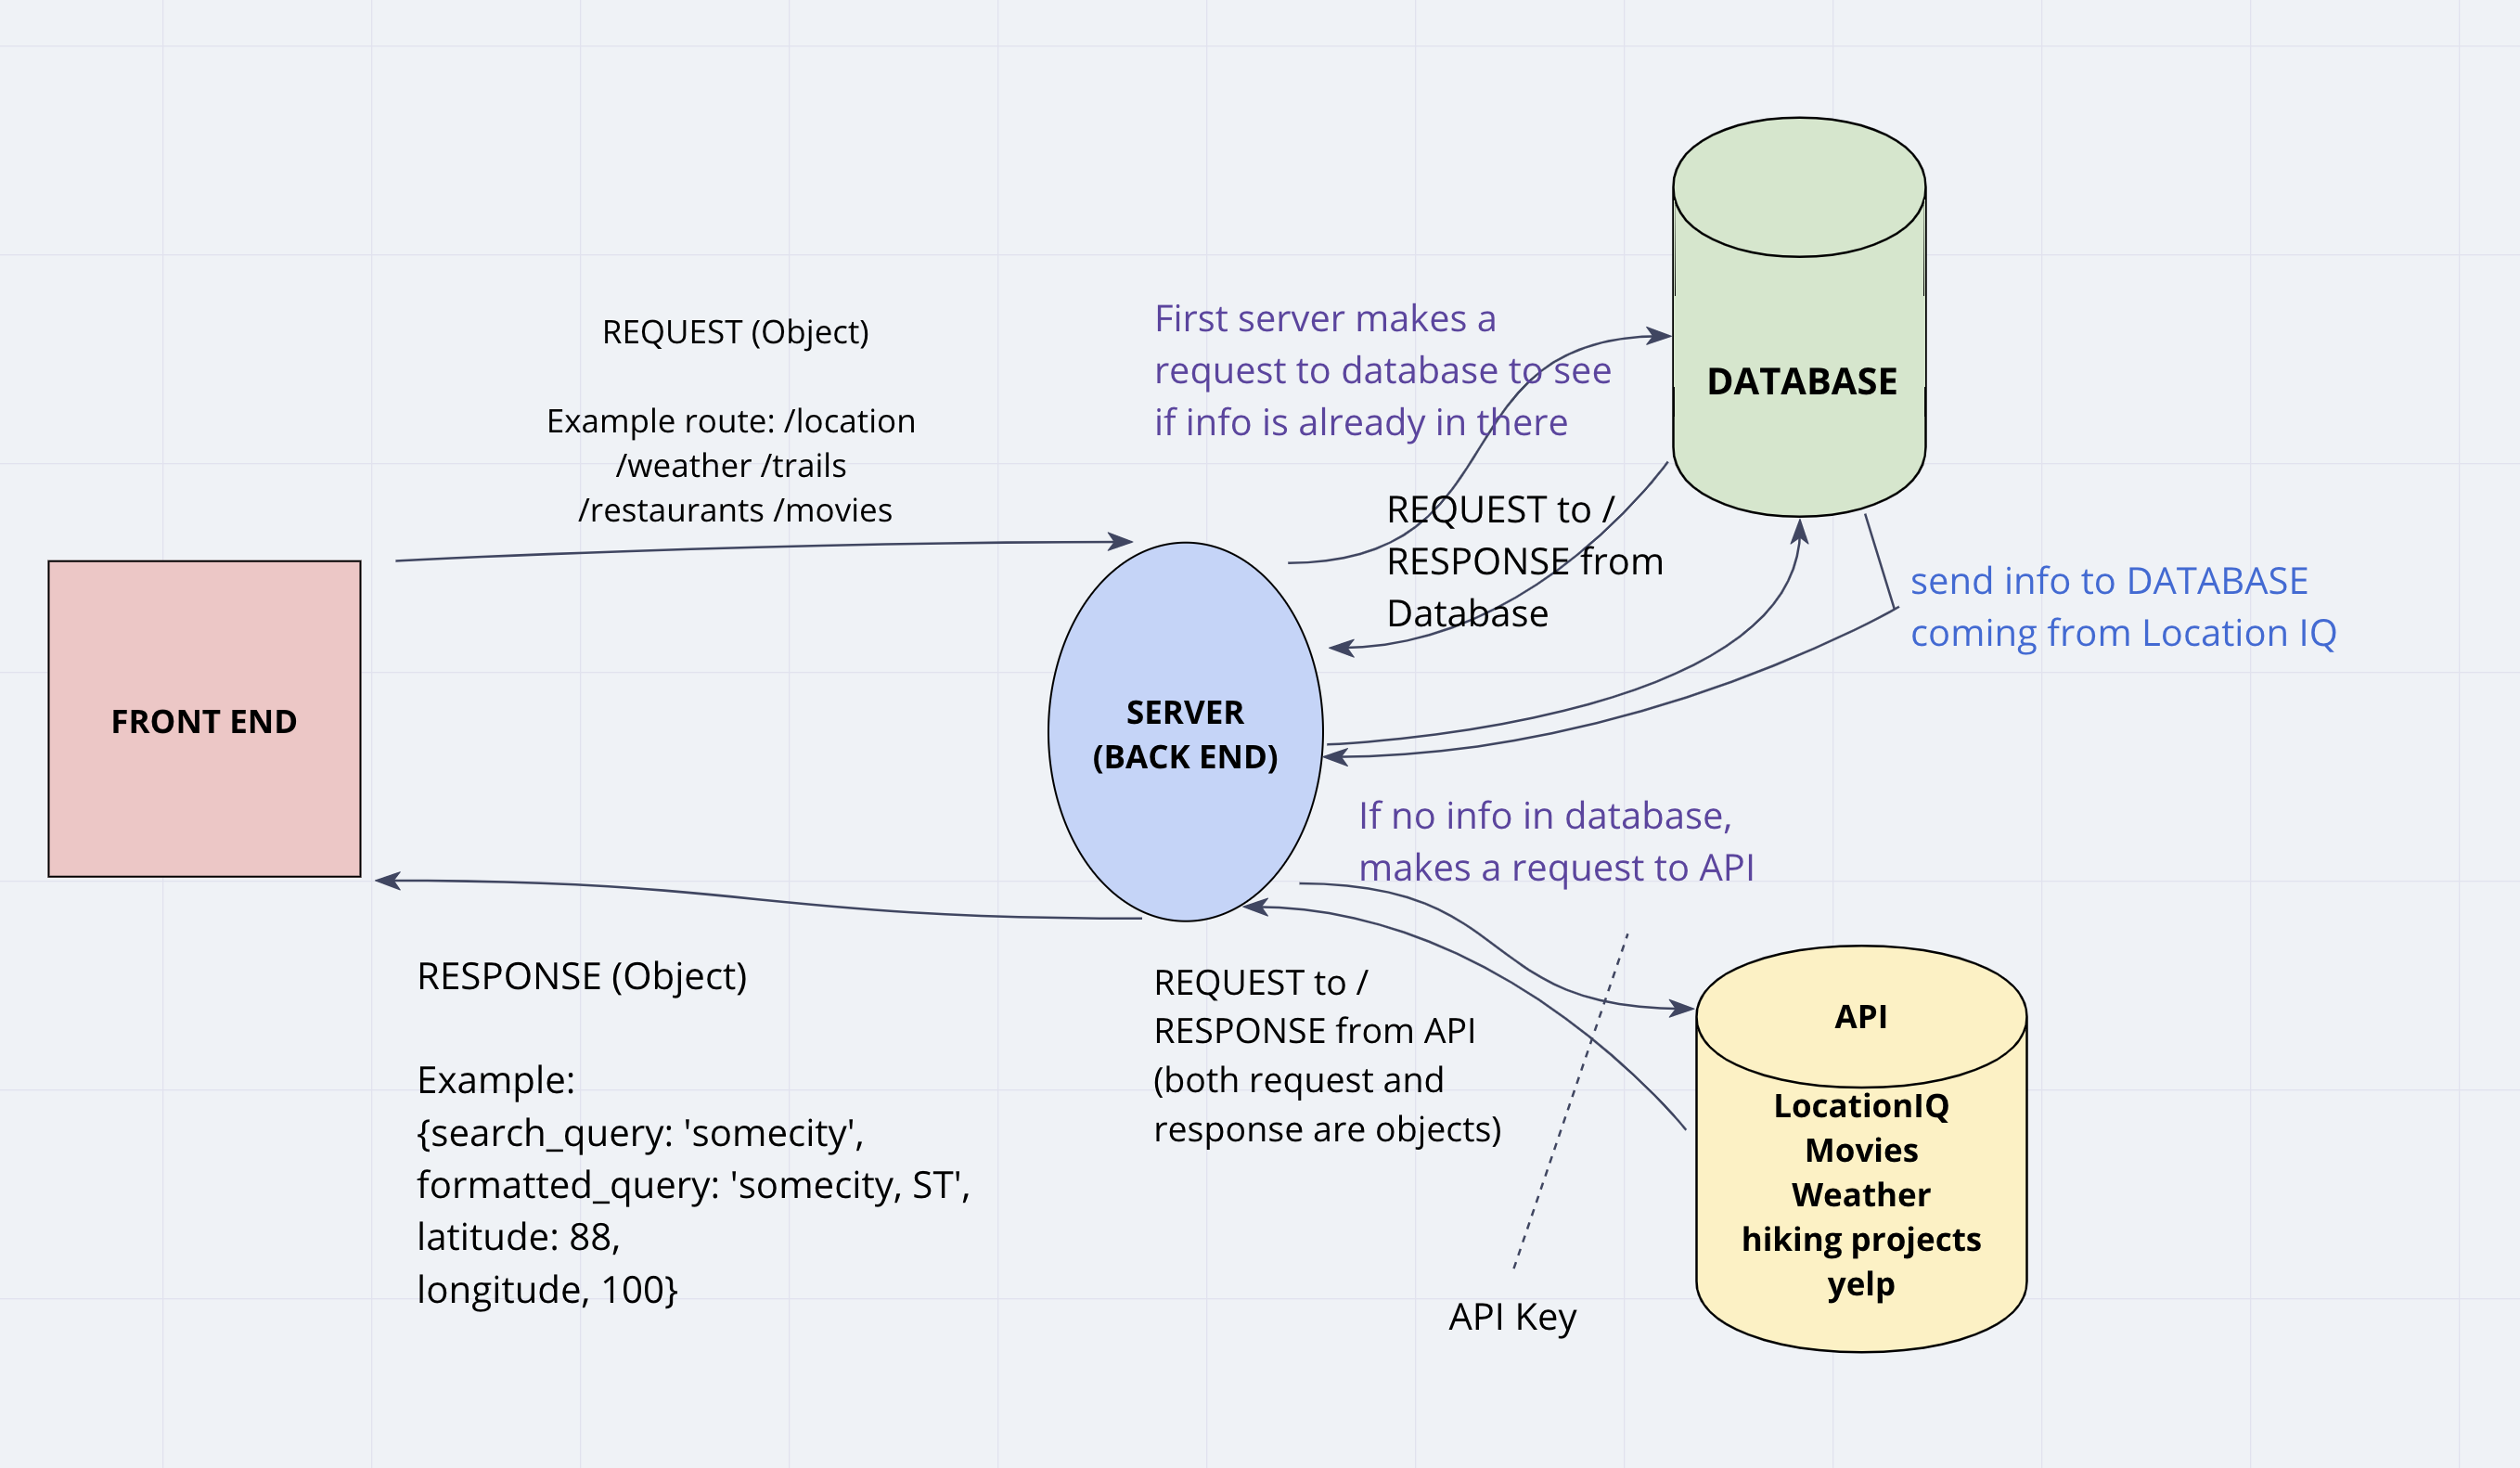 REQUEST (Object)
Example route: /location
/weather /trails
/restaurants /movies
First server makes a
request to database to see
if info is already in there
DATABASE
REQUEST to /
RESPONSE from
Database
send info to DATABASE
coming from Location IQ
FRONT END
SERVER
(BACK END)
If no info in database,
makes a request to API
RESPONSE (Object)
Example:
{search_query: 'somecity',
formatted_query: 'somecity, ST',
latitude: 88,
longitude, 100}
REQUEST to /
RESPONSE from API
(both request and
response are objects)
API Key
API
LocationIQ
Movies
Weather
hiking projects
yelp